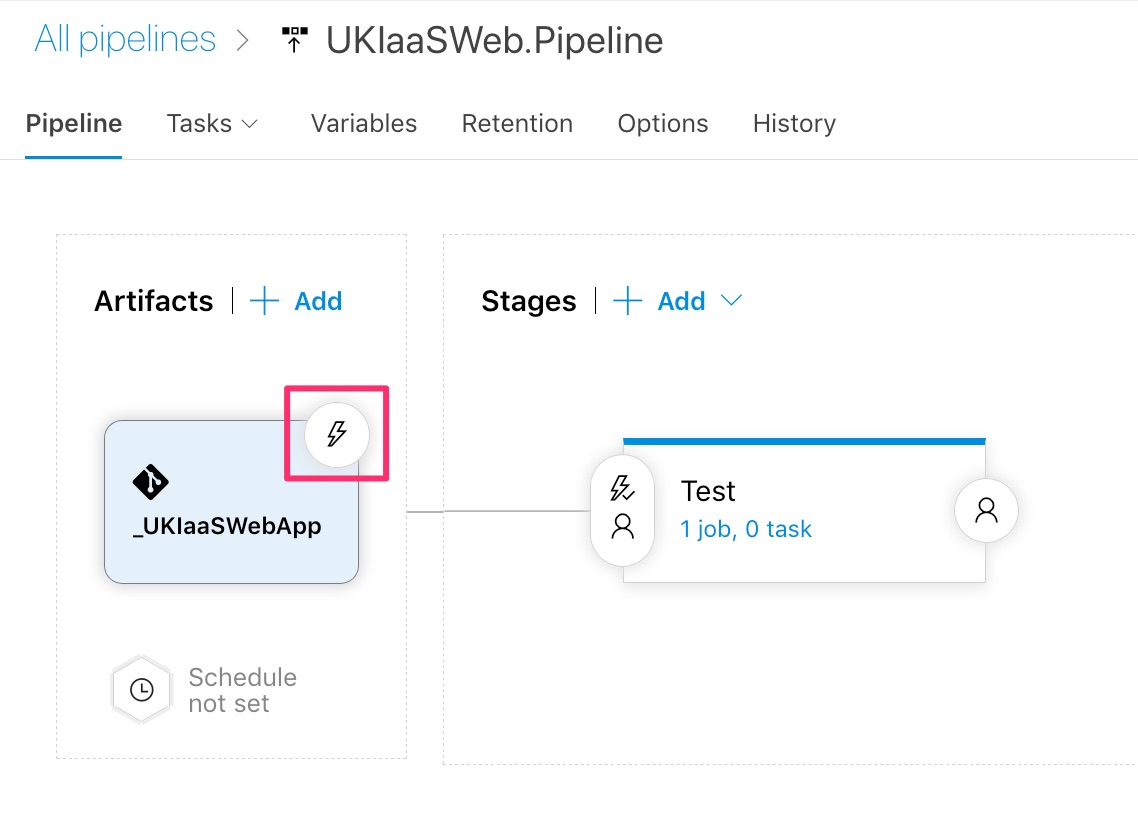 All pipelines > UKIaaSWeb.Pipeline
Pipeline Tasks Variables Retention Options History
Artifacts | + Add
Stages | + Add
_UKIaaSWebApp
Test
1 job, 0 task
Schedule
not set